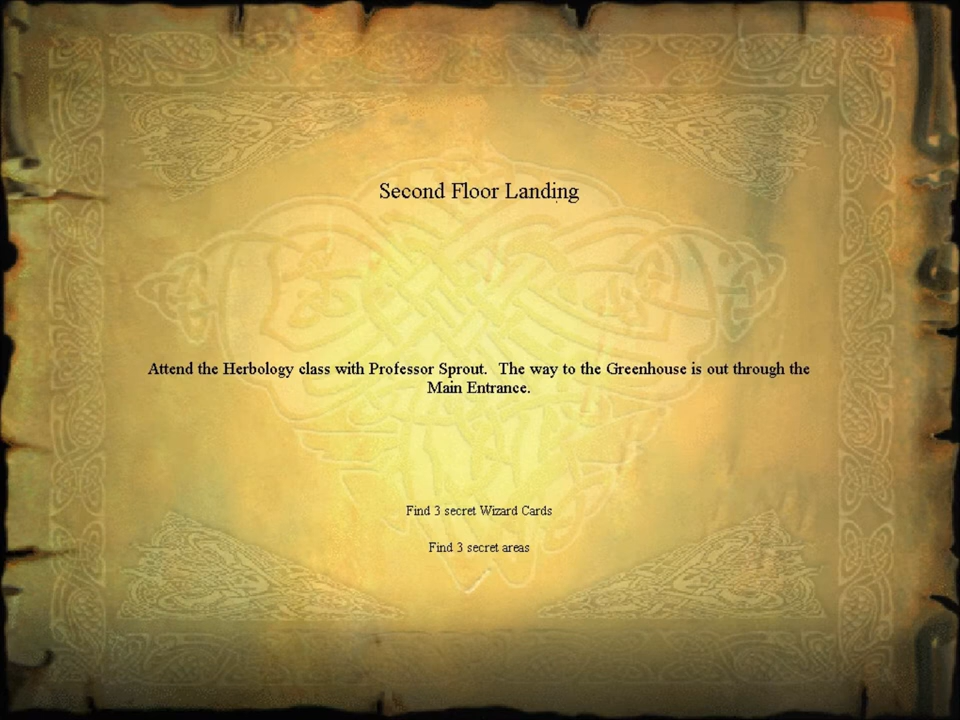 Second Floor Landing
Attend the Herbology class with Professor Sprout.  The way to the Greenhouse is out through the
Main Entrance.
Find 3 secret Wizard Cards
Find 3 secret areas